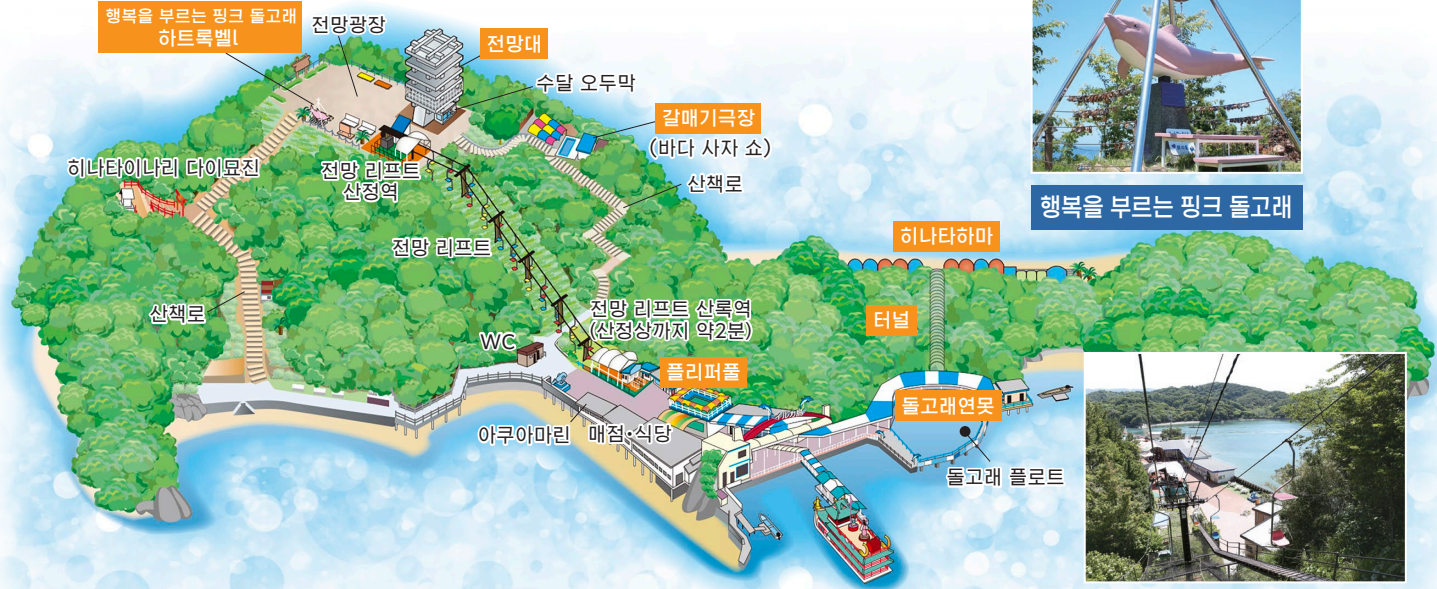 행복을 부르는 핑크 돌고래
하트록벨l
전망광장
전망대
수달 오두막
갈매기극장
(바다 사자 쇼)
히나타이나리 다이묘진
전망 리프트
산정역
산책로
행복을 부르는 핑크 돌고래
전망 리프트
히나타하마
산책로
전망 리프트 산록역
(산정상까지 약2분)
터널
WC
플리퍼풀
돌고래연못
아쿠아마린
매점·식당
돌고래 플로트